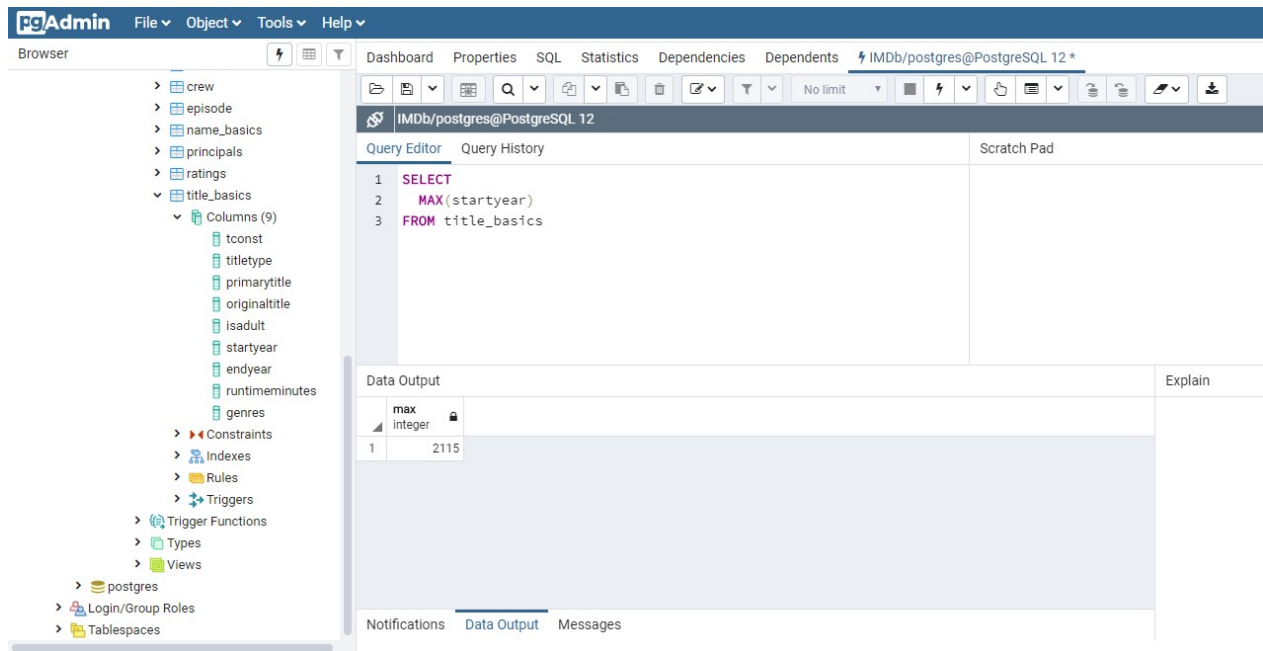 pgAdmin File Object Tools Help
Browser
crew
episode
name_basics
principals
ratings
title_basics
Columns (9)
tconst
titletype
primarytitle
originaltitle
isadult
startyear
endyear
runtimeminutes
genres
Constraints
Indexes
Rules
Triggers
Trigger Functions
Types
Views
postgres
Login/Group Roles
Tablespaces
Dashboard Properties SQL Statistics Dependencies Dependents IMDb/postgres@PostgreSQL 12 *
No limit
IMDb/postgres@PostgreSQL 12
Query Editor Query History Scratch Pad
1 SELECT
2 MAX(startyear)
3 FROM title_basics
Data Output Explain
max
integer
1 2115
Notifications Data Output Messages